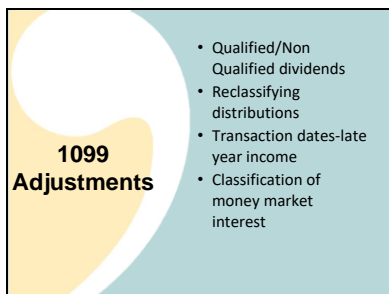 1099
Adjustments
• Qualified/Non
Qualified dividends
• Reclassifying
distributions
• Transaction dates-late
year income
• Classification of
money market
interest